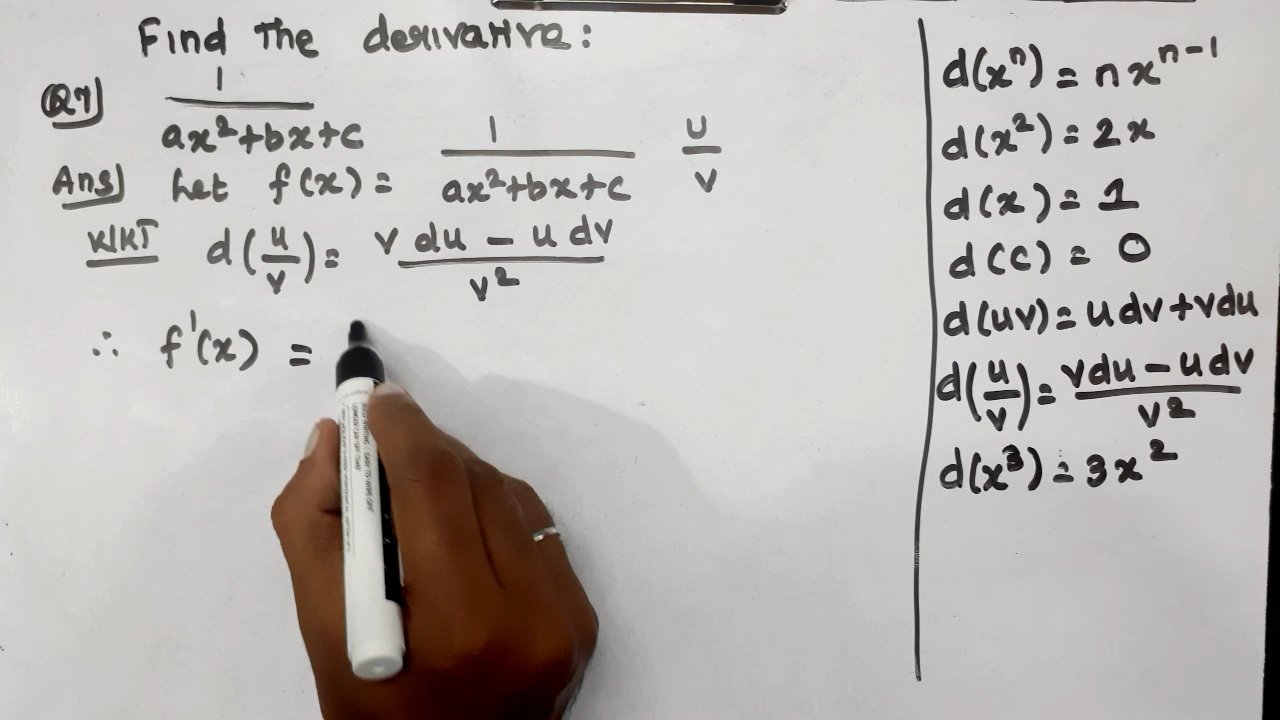 Find The derivative:
Q7) 1/(ax²+bx+c)
Ans) Let f(x) = 1/(ax²+bx+c) u/v
WKT d(u/v) = (v du - u dv)/v²
∴ f'(x) =
d(xⁿ) = nxⁿ⁻¹
d(x²) = 2x
d(x) = 1
d(c) = 0
d(uv) = udv+vdu
d(u/v) = (vdu - udv)/v²
d(x³) = 3x²